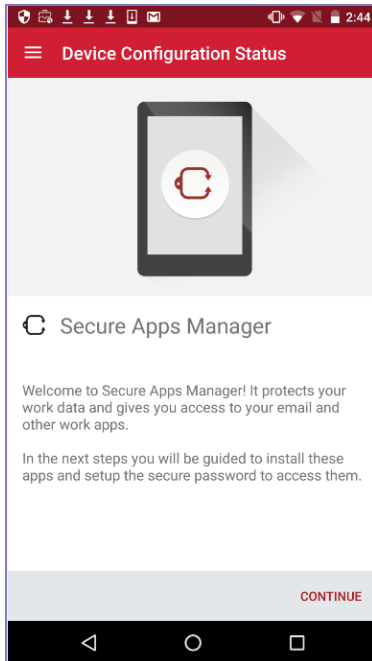 2:44
Device Configuration Status
Secure Apps Manager
Welcome to Secure Apps Manager! It protects your
work data and gives you access to your email and
other work apps.
In the next steps you will be guided to install these
apps and setup the secure password to access them.
CONTINUE